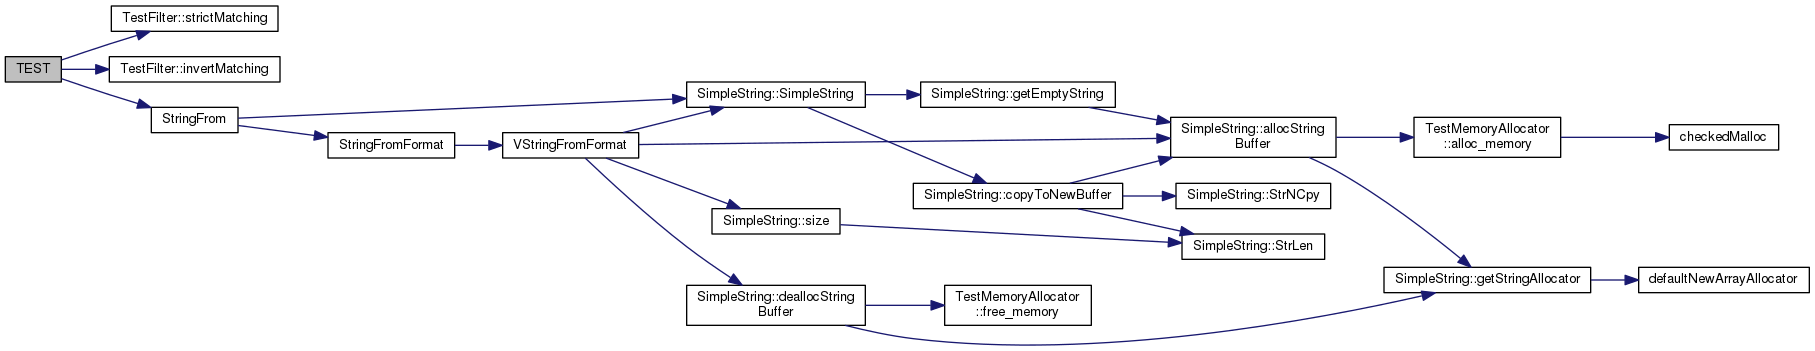 TestFilter::strictMatching
TEST
TestFilter::invertMatching
StringFrom
StringFromFormat
VStringFromFormat
SimpleString::SimpleString
SimpleString::size
SimpleString::deallocString
Buffer
SimpleString::getEmptyString
SimpleString::copyToNewBuffer
TestMemoryAllocator
::free_memory
SimpleString::allocString
Buffer
SimpleString::StrNCpy
SimpleString::StrLen
TestMemoryAllocator
::alloc_memory
SimpleString::getStringAllocator
checkedMalloc
defaultNewArrayAllocator